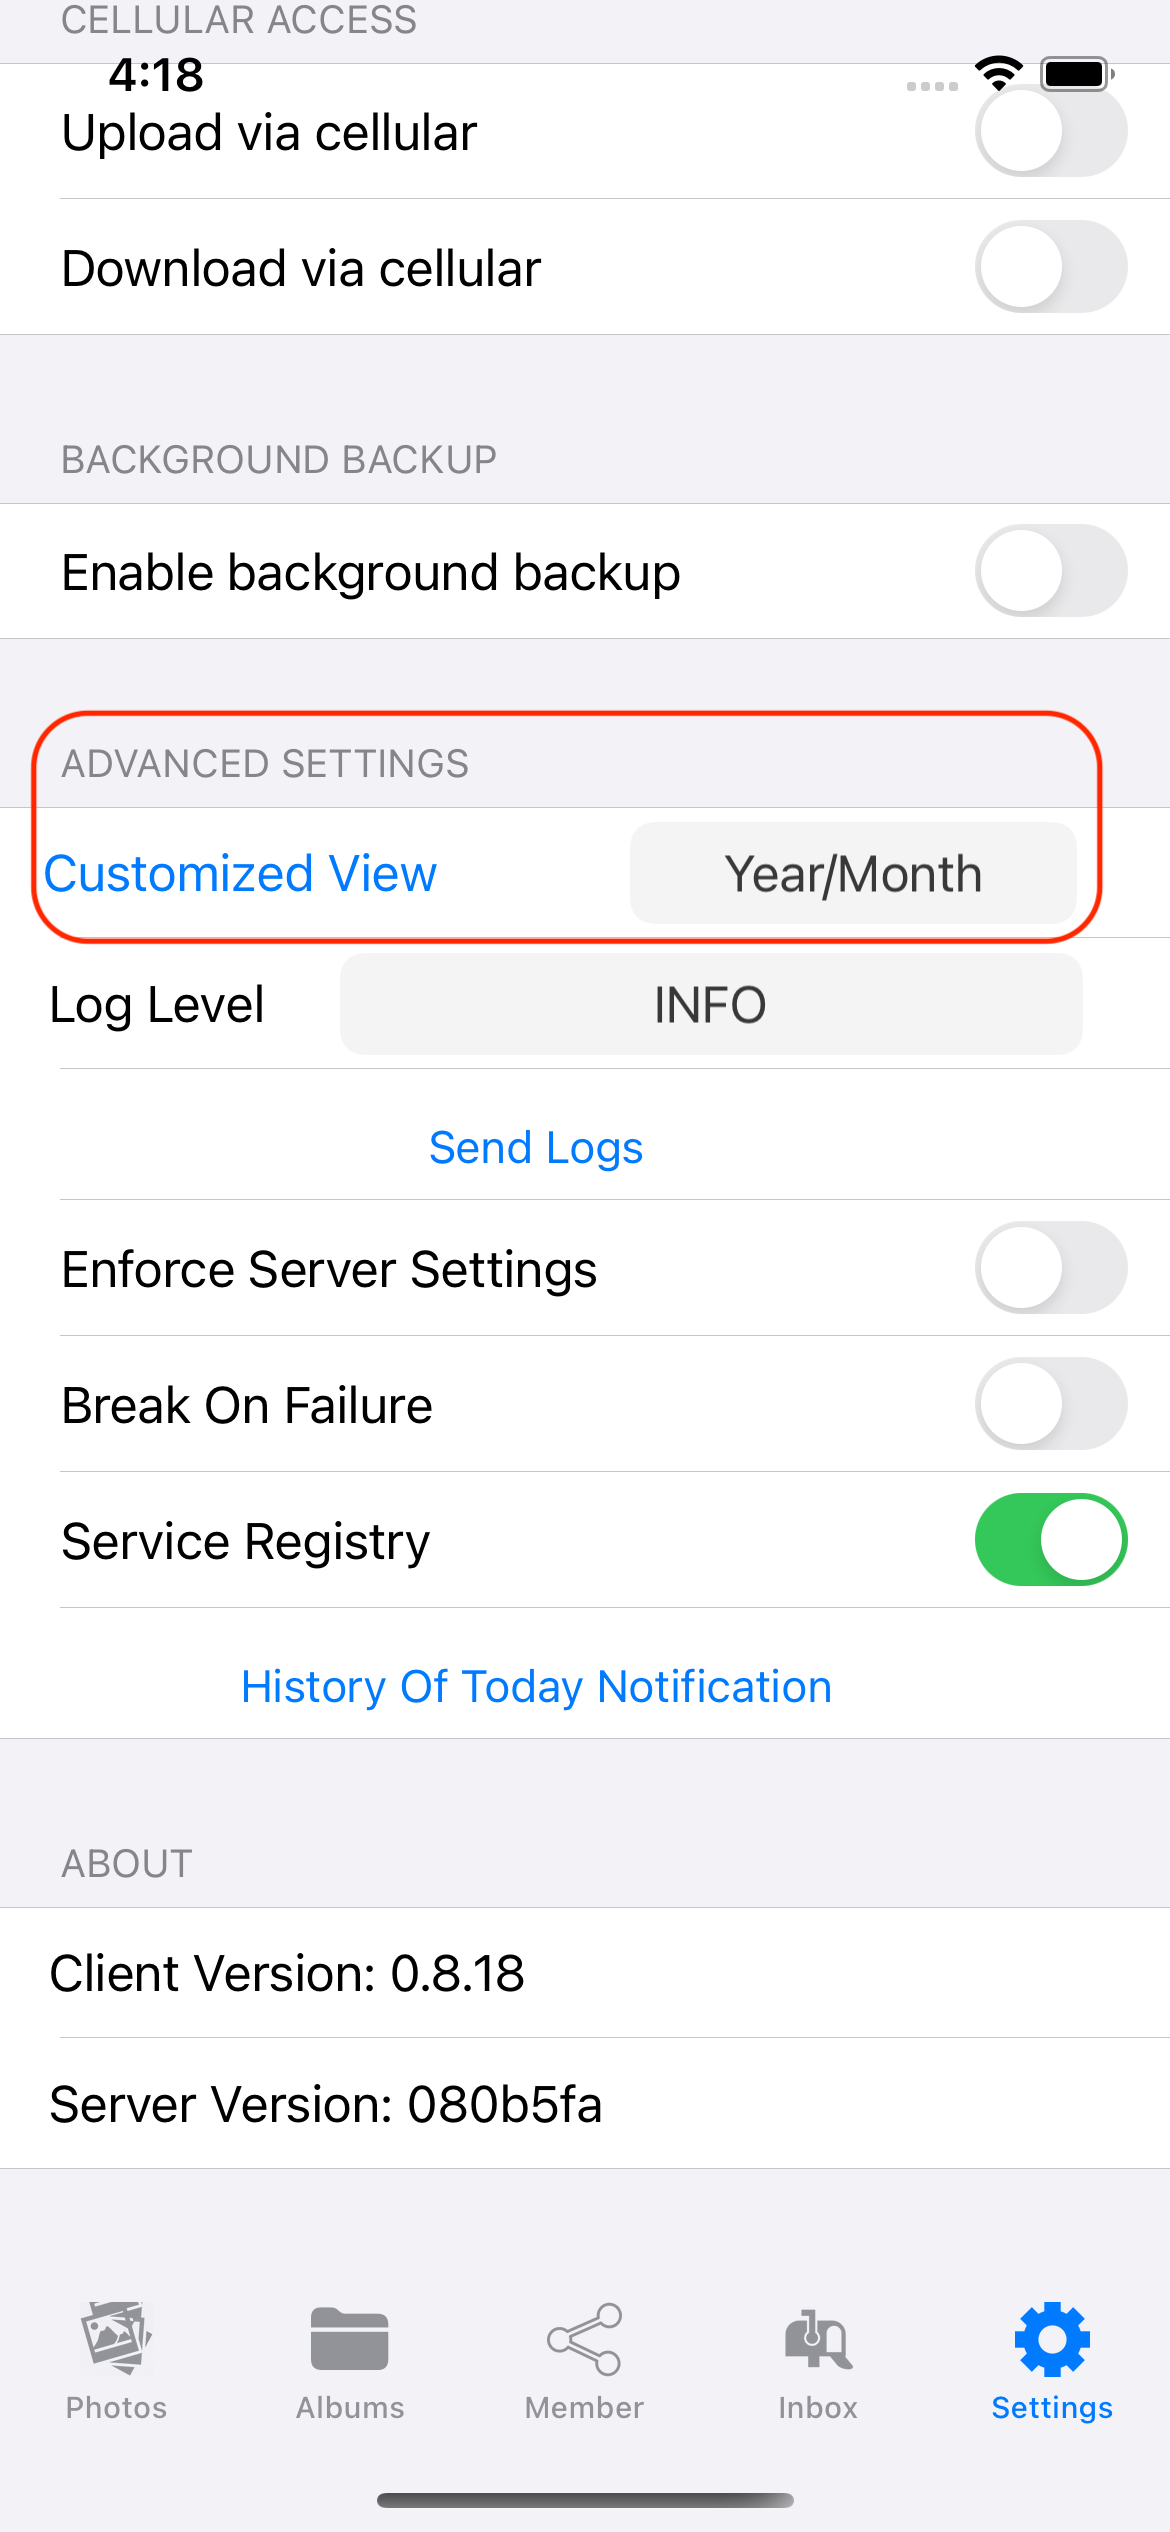 CELLULAR ACCESS
4:18
Upload via cellular
Download via cellular
BACKGROUND BACKUP
Enable background backup
ADVANCED SETTINGS
Customized View Year/Month
Log Level INFO
Send Logs
Enforce Server Settings
Break On Failure
Service Registry
History Of Today Notification
ABOUT
Client Version: 0.8.18
Server Version: 080b5fa
Photos Albums Member Inbox Settings